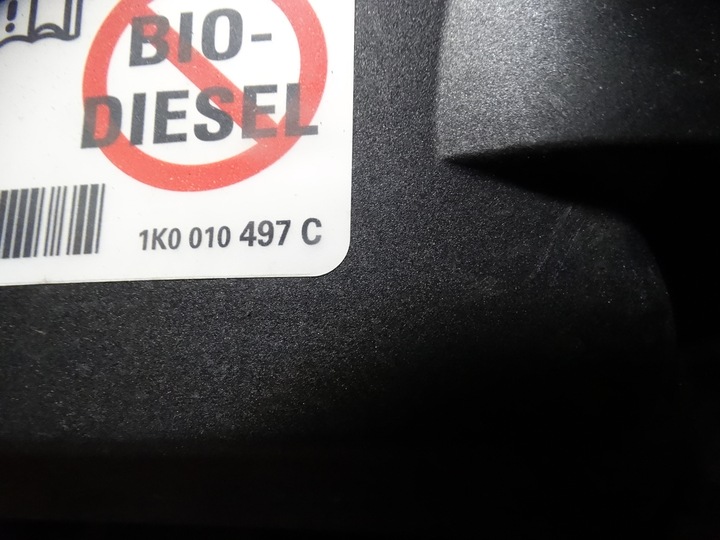 BIO-
DIESEL
1K0 010 497 C